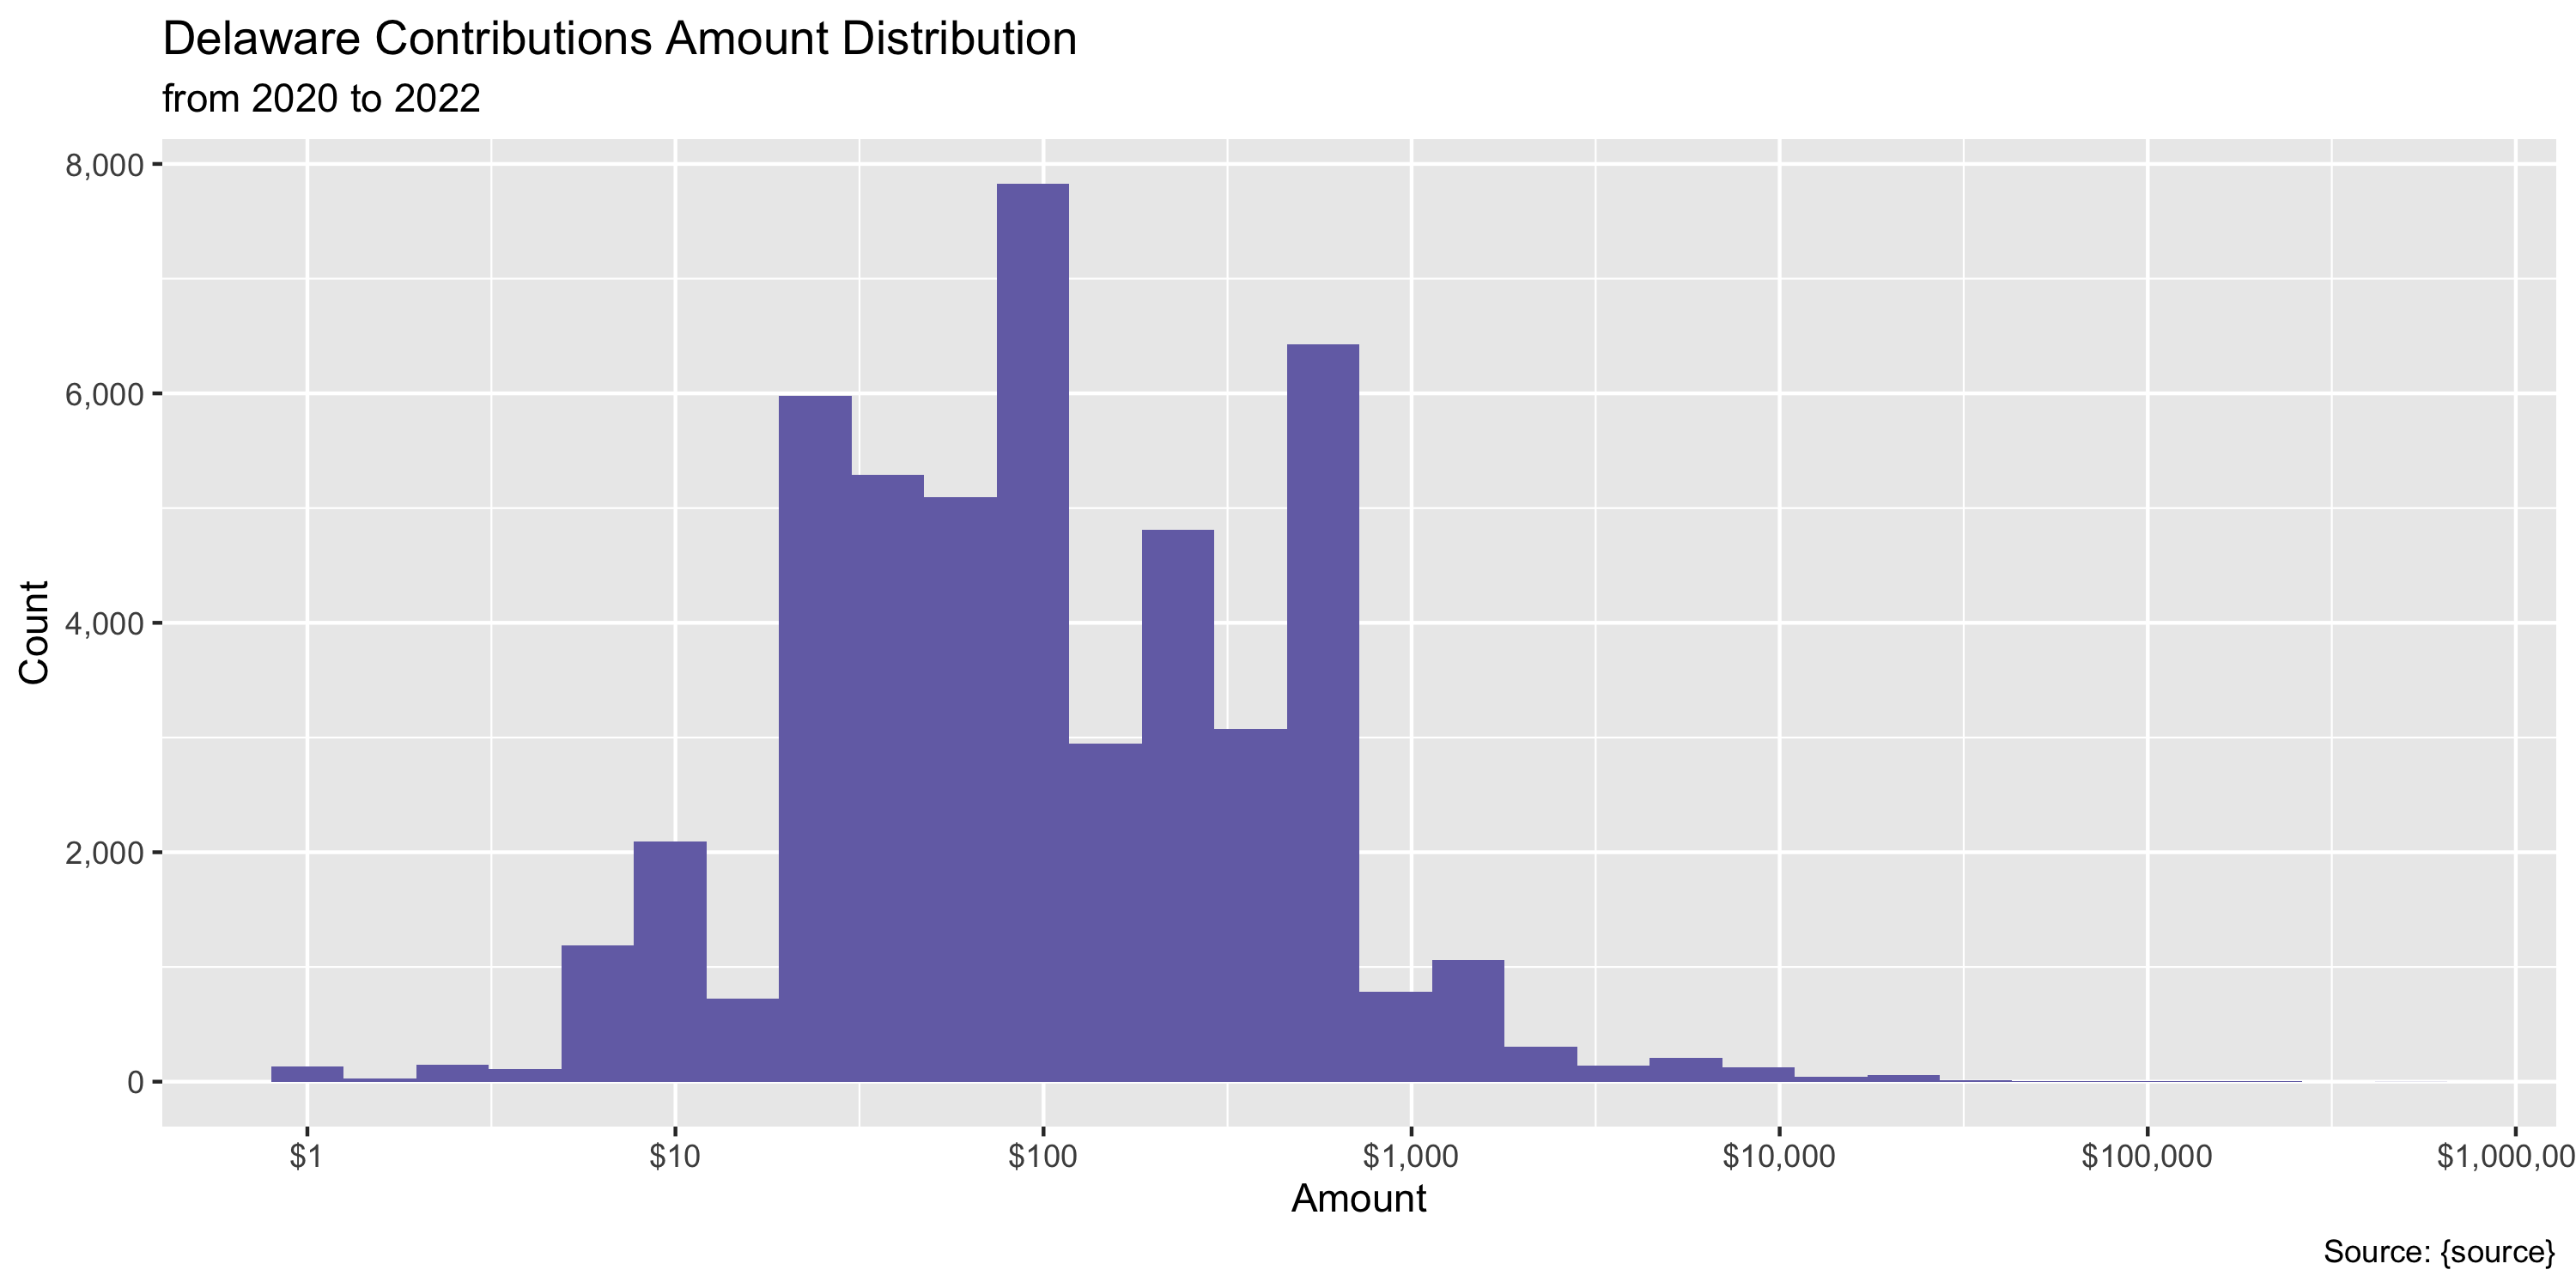 Delaware Contributions Amount Distribution
from 2020 to 2022
8,000
6,000
4,000
2,000
0
Count
$1 $10 $100 $1,000 $10,000 $100,000 $1,000,00
Amount
Source: {source}